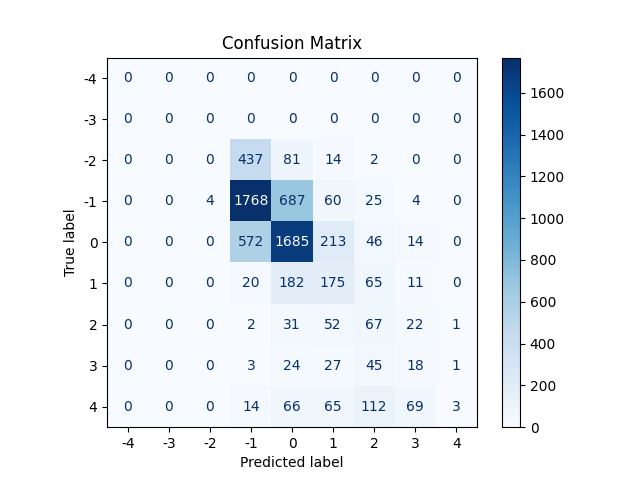 Confusion Matrix
True label
-4 0 0 0 0 0 0 0 0 0
-3 0 0 0 0 0 0 0 0 0
-2 0 0 0 437 81 14 2 0 0
-1 0 0 4 1768 687 60 25 4 0
0 0 0 0 572 1685 213 46 14 0
1 0 0 0 20 182 175 65 11 0
2 0 0 0 2 31 52 67 22 1
3 0 0 0 3 24 27 45 18 1
4 0 0 0 14 66 65 112 69 3
-4 -3 -2 -1 0 1 2 3 4
Predicted label
1600
1400
1200
1000
800
600
400
200
0